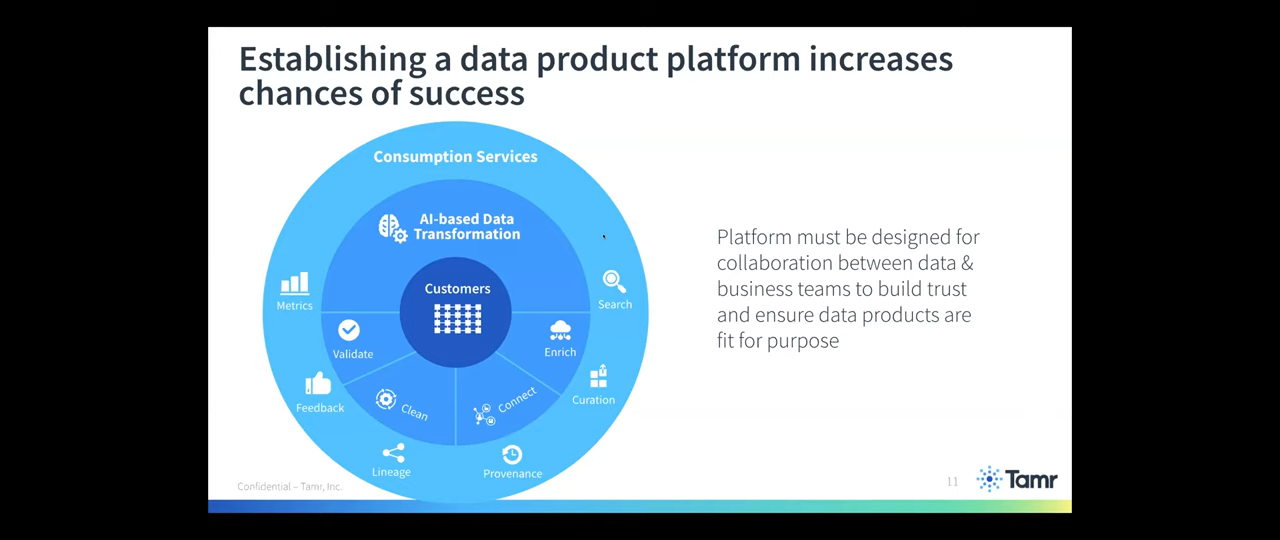 Establishing a data product platform increases
chances of success
Consumption Services
AI-based Data
Transformation
Customers
Metrics
Search
Validate
Enrich
Feedback
Clean
Connect
Curation
Lineage
Provenance
Platform must be designed for
collaboration between data &
business teams to build trust
and ensure data products are
fit for purpose
Confidential – Tamr, Inc.
11
Tamr